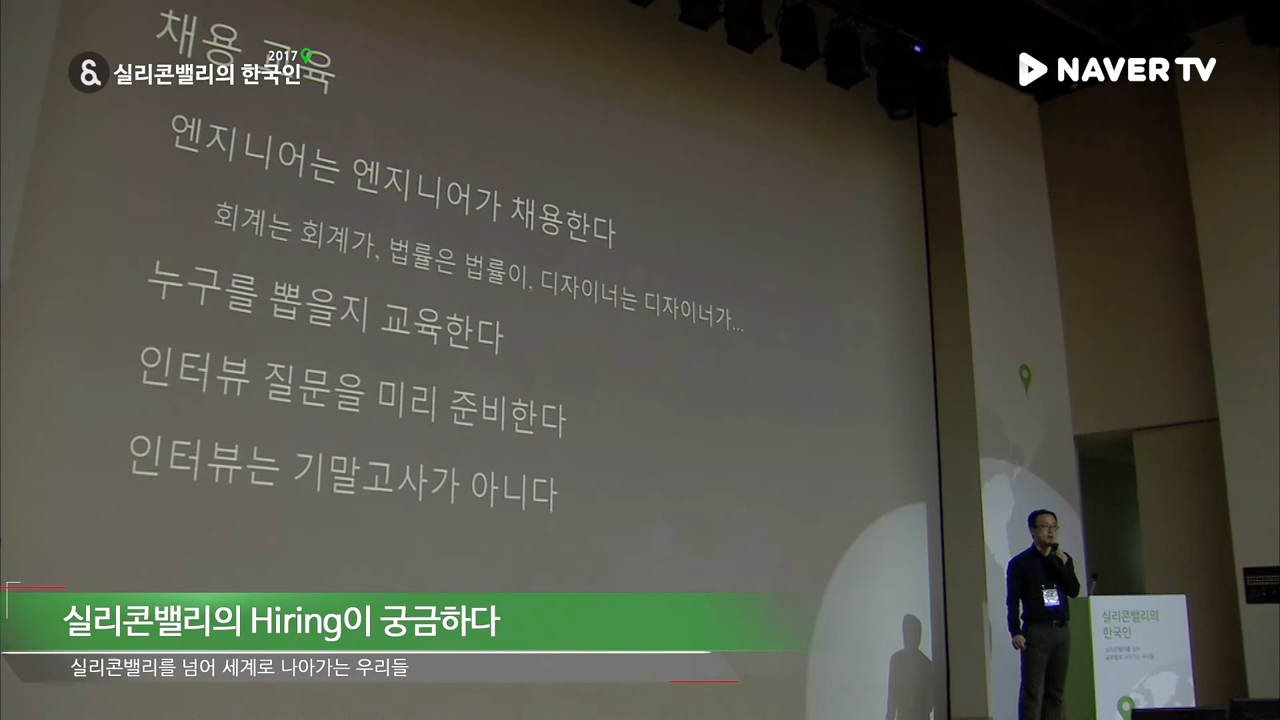 채용 교육
2017
실리콘밸리의 한국인
NAVER TV
엔지니어는 엔지니어가 채용한다
회계는 회계가, 법률은 법률이, 디자이너는 디자이너가...
누구를 뽑을지 교육한다
인터뷰 질문을 미리 준비한다
인터뷰는 기말고사가 아니다
실리콘밸리의 Hiring이 궁금하다
실리콘밸리를 넘어 세계로 나아가는 우리들
실리콘밸리의
한국인